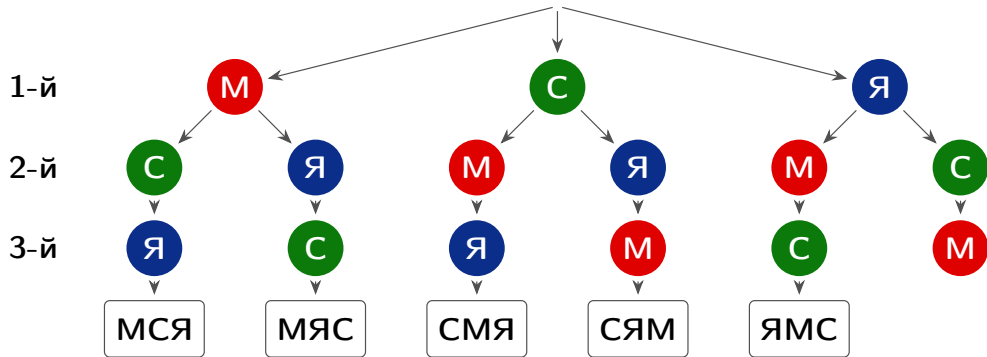 1-й М С Я
2-й С Я М Я М С
3-й Я С Я М С М
МСЯ МЯС СМЯ СЯМ ЯМС